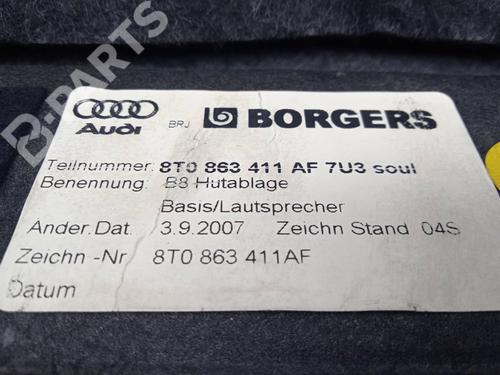 B-PARTS
Audi BRJ BORGERS
Teilnummer: 8T0 863 411 AF 7U3 soul
Benennung: B8 Hutablage
Basis/Lautsprecher
Ander.Dat. 3.9.2007 Zeichn Stand 04S
Zeichn -Nr 8T0 863 411AF
Datum